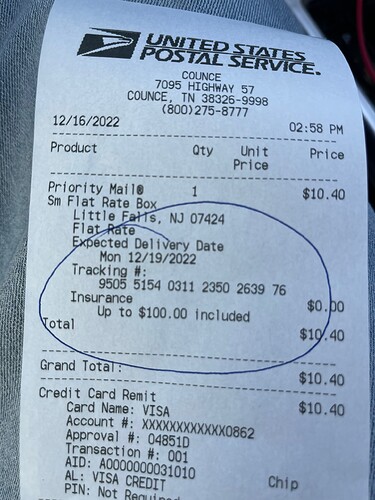 UNITED STATES
POSTAL SERVICE.
COUNCE
7095 HIGHWAY 57
COUNCE, TN 38326-9998
(800)275-8777
12/16/2022 02:58 PM
Product Qty Unit Price
Price
Priority Mail® 1 $10.40
Sm Flat Rate Box
Little Falls, NJ 07424
Flat Rate
Expected Delivery Date
Mon 12/19/2022
Tracking #:
9505 5154 0311 2350 2639 76
Insurance $0.00
Up to $100.00 included
Total $10.40
Grand Total: $10.40
Credit Card Remit $10.40
Card Name: VISA
Account #: XXXXXXXXXXXX0862
Approval #: 04851D
Transaction #: 001
AID: A0000000031010 Chip
AL: VISA CREDIT
PIN: Not Required